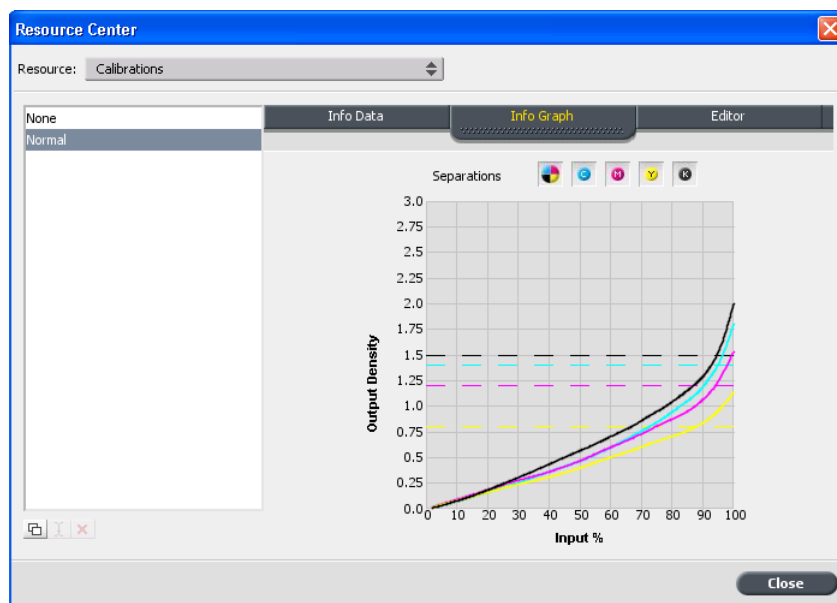 Resource Center
Resource: Calibrations
None
Normal
Info Data
Info Graph
Editor
Separations
C
M
Y
K
3.0
2.75
2.5
2.25
2.0
1.75
1.5
1.25
1.0
0.75
0.5
0.25
0.0
Output Density
0 10 20 30 40 50 60 70 80 90 100
Input %
Close